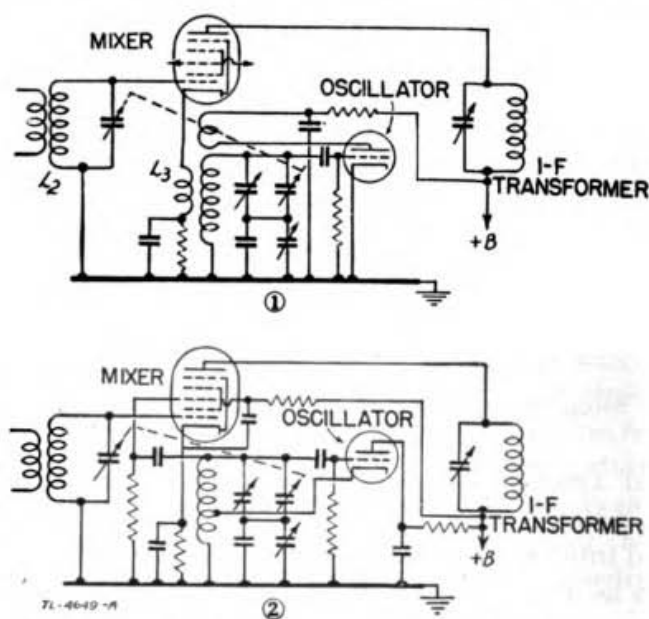 MIXER
OSCILLATOR
L2
L3
I-F
TRANSFORMER
+B
①
MIXER
OSCILLATOR
I-F
TRANSFORMER
+B
TL-4649-A
②